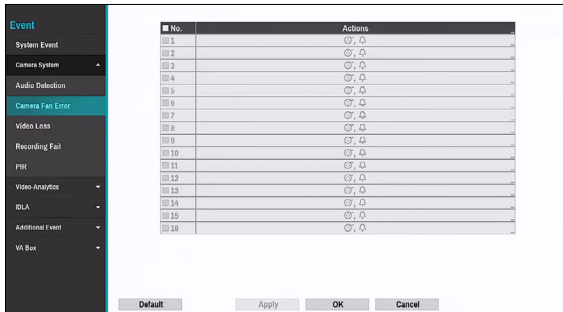 Event
System Event
Camera System
Audio Detection
Camera Fan Error
Video Loss
Recording Fail
PIR
Video-Analytics
IDLA
Additional Event
VA Box
No. Actions
1
2
3
4
5
6
7
8
9
10
11
12
13
14
15
16
Default Apply OK Cancel